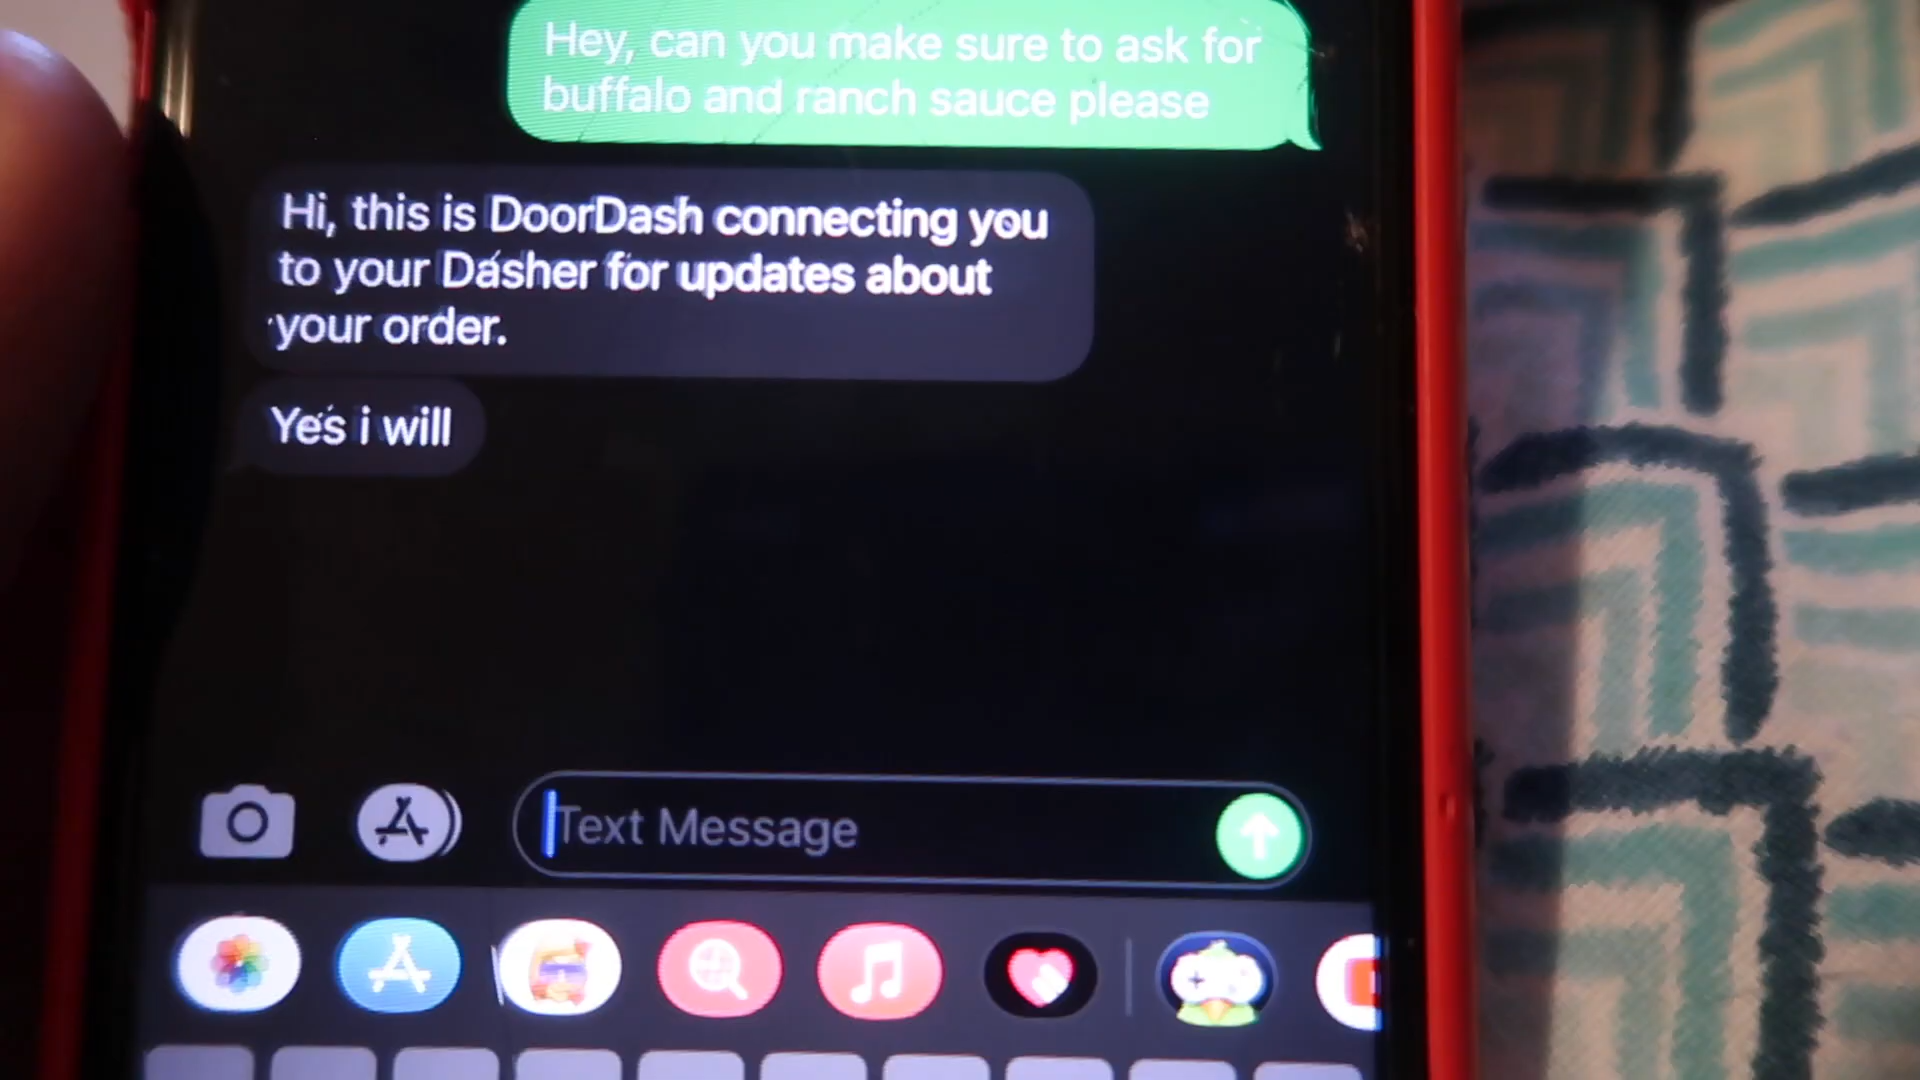 Hey, can you make sure to ask for
buffalo and ranch sauce please
Hi, this is DoorDash connecting you
to your Dasher for updates about
your order.
Yes i will
Text Message